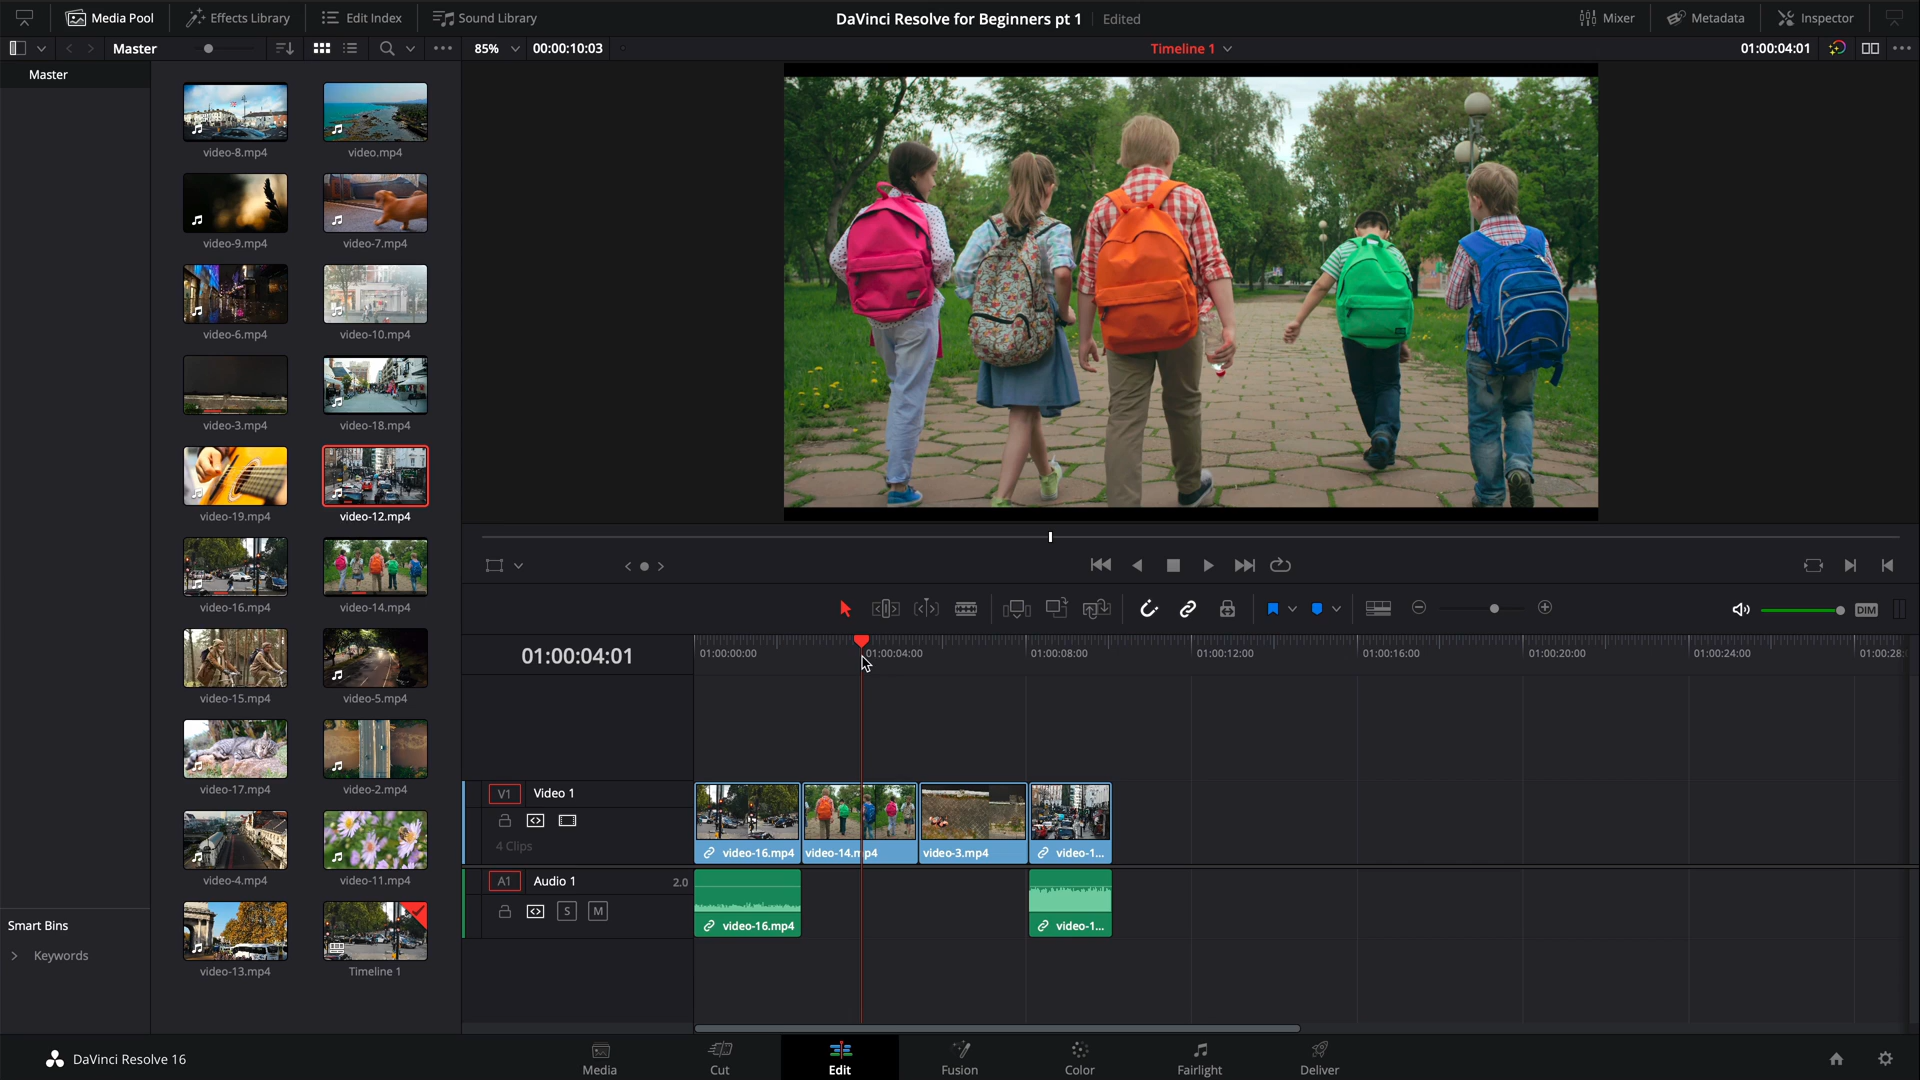 Media Pool
Effects Library
Edit Index
Sound Library
DaVinci Resolve for Beginners pt 1
Edited
Mixer
Metadata
Inspector
Master
85%
00:00:10:03
Timeline 1
01:00:04:01
Master
video-8.mp4
video.mp4
video-9.mp4
video-7.mp4
video-6.mp4
video-10.mp4
video-3.mp4
video-18.mp4
video-19.mp4
video-12.mp4
video-16.mp4
video-14.mp4
video-15.mp4
video-5.mp4
video-17.mp4
video-2.mp4
video-4.mp4
video-11.mp4
video-13.mp4
Timeline 1
Smart Bins
Keywords
DIM
01:00:04:01
01:00:00:00
01:00:04:00
01:00:08:00
01:00:12:00
01:00:16:00
01:00:20:00
01:00:24:00
01:00:28:
V1
Video 1
4 Clips
video-16.mp4
video-14.mp4
video-3.mp4
video-1...
A1
Audio 1
2.0
S
M
video-16.mp4
video-1...
DaVinci Resolve 16
Media
Cut
Edit
Fusion
Color
Fairlight
Deliver